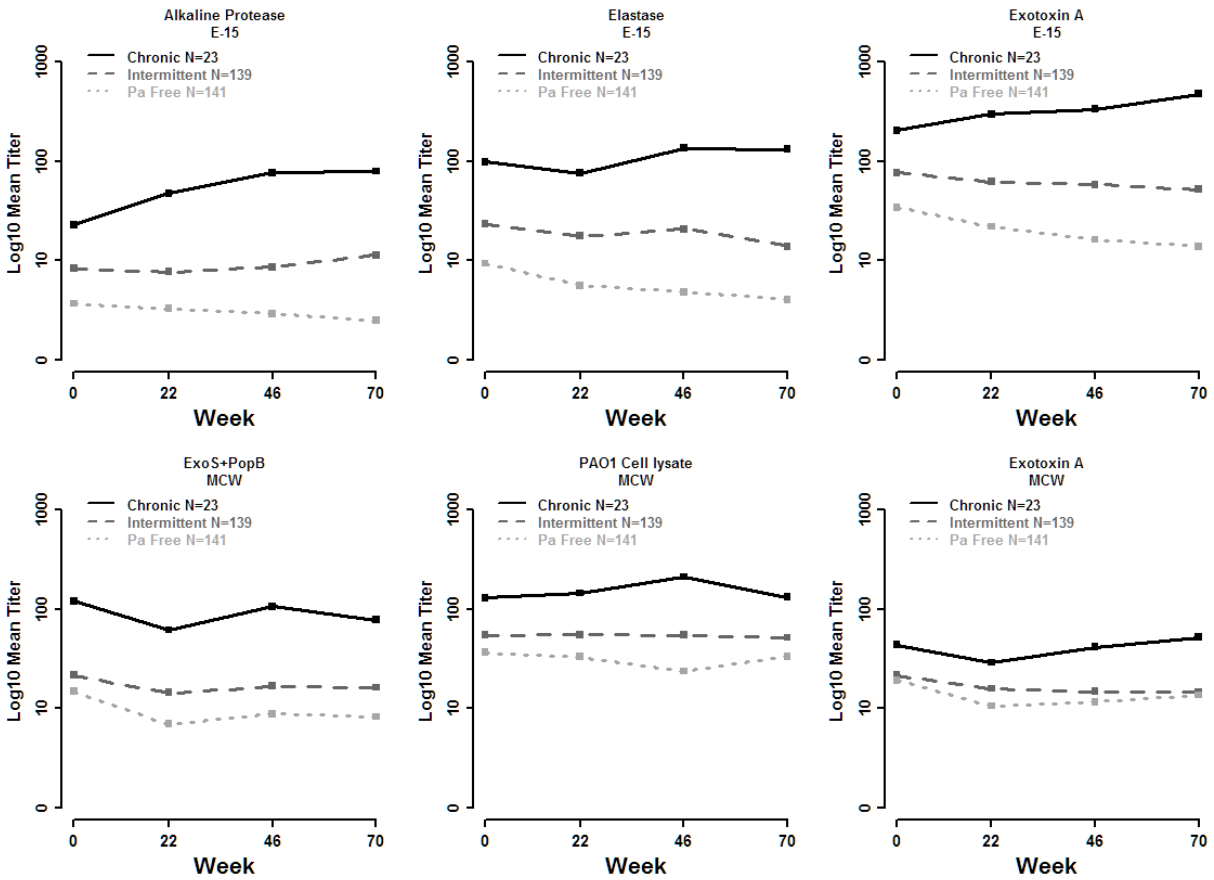 Alkaline Protease
E-15
Chronic N=23
Intermittent N=139
Pa Free N=141
Log10 Mean Titer
1000
100
10
0
0 22 46 70
Week
Elastase
E-15
Chronic N=23
Intermittent N=139
Pa Free N=141
Log10 Mean Titer
1000
100
10
0
0 22 46 70
Week
Exotoxin A
E-15
Chronic N=23
Intermittent N=139
Pa Free N=141
Log10 Mean Titer
1000
100
10
0
0 22 46 70
Week
ExoS+PopB
MCW
Chronic N=23
Intermittent N=139
Pa Free N=141
Log10 Mean Titer
1000
100
10
0
0 22 46 70
Week
PAO1 Cell lysate
MCW
Chronic N=23
Intermittent N=139
Pa Free N=141
Log10 Mean Titer
1000
100
10
0
0 22 46 70
Week
Exotoxin A
MCW
Chronic N=23
Intermittent N=139
Pa Free N=141
Log10 Mean Titer
1000
100
10
0
0 22 46 70
Week